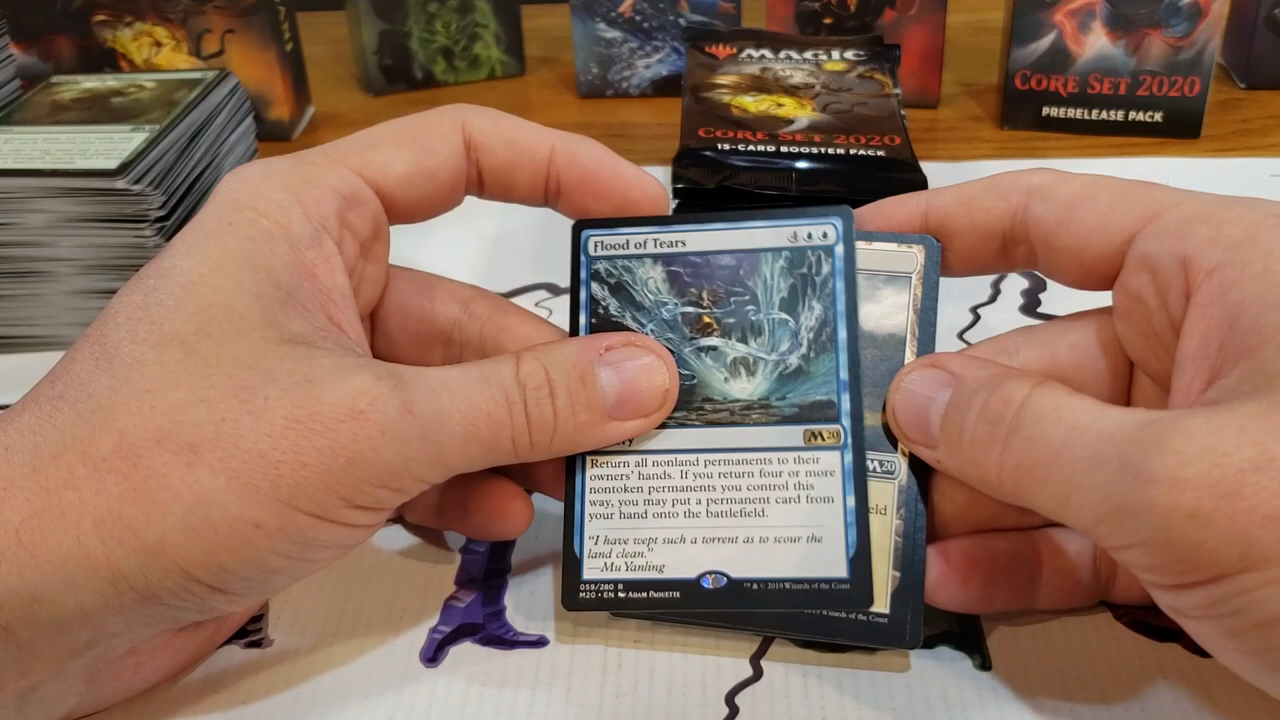 MAGIC
THE GATHERING
CORE SET 2020
15-CARD BOOSTER PACK
CORE SET 2020
PRERELEASE PACK
Flood of Tears
4
M20
Return all nonland permanents to their
owners' hands. If you return four or more
nontoken permanents you control this
way, you may put a permanent card from
your hand onto the battlefield.
"I have wept such a torrent as to scour the
land clean."
—Mu Yanling
059/280 R
M20 • EN ADAM PAQUETTE
™ & © 2019 Wizards of the Coast
M20
eld
2019 Wizards of the Coast